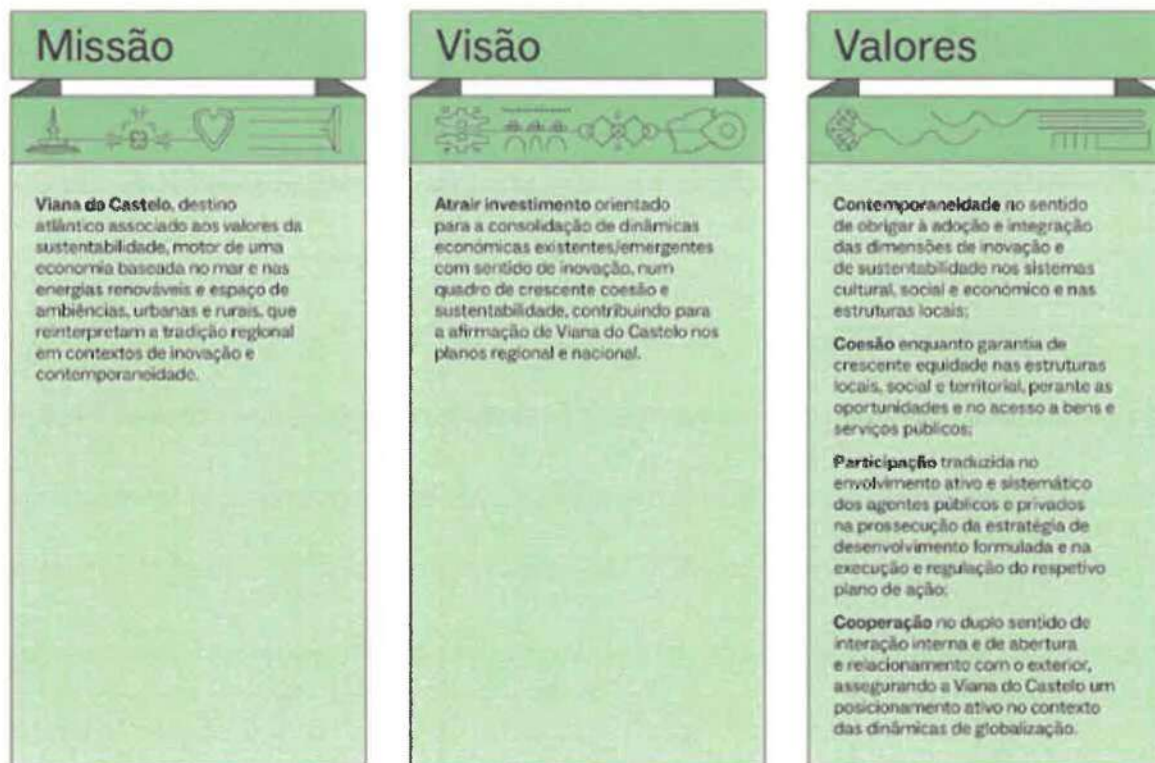 Missão
Viana do Castelo, destino
atlântico associado aos valores da
sustentabilidade, motor de uma
economia baseada no mar e nas
energias renováveis e espaço de
ambiências, urbanas e rurais, que
reinterpretam a tradição regional
em contextos de inovação e
contemporaneidade.
Visão
Atrair investimento orientado
para a consolidação de dinâmicas
económicas existentes/emergentes
com sentido de inovação, num
quadro de crescente coesão e
sustentabilidade, contribuindo para
a afirmação de Viana do Castelo nos
planos regional e nacional.
Valores
Contemporaneidade no sentido
de obrigar à adoção e integração
das dimensões de inovação e
de sustentabilidade nos sistemas
cultural, social e económico e nas
estruturas locais;
Coesão enquanto garantia de
crescente equidade nas estruturas
locais, social e territorial, perante as
oportunidades e no acesso a bens e
serviços públicos;
Participação traduzida no
envolvimento ativo e sistemático
dos agentes públicos e privados
na prossecução da estratégia de
desenvolvimento formulada e na
execução e regulação do respetivo
plano de ação;
Cooperação no duplo sentido de
interação interna e de abertura
e relacionamento com o exterior,
assegurando a Viana do Castelo um
posicionamento ativo no contexto
das dinâmicas de globalização.